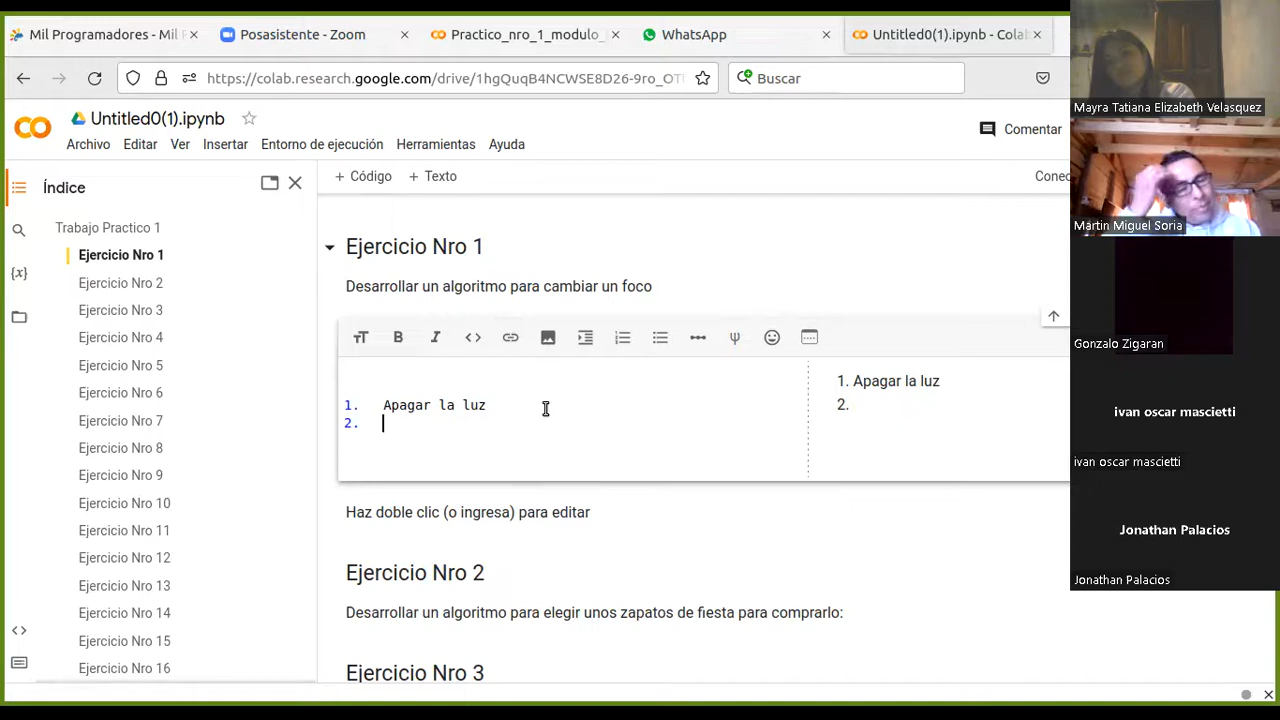 Mil Programadores - Mil
Posasistente - Zoom
Practico_nro_1_modulo_
WhatsApp
Untitled0(1).ipynb - Colab
https://colab.research.google.com/drive/1hgQuqB4NCWSE8D26-9ro_OT
Buscar
Untitled0(1).ipynb
Archivo Editar Ver Insertar Entorno de ejecución Herramientas Ayuda
Comentar
Índice
+ Código + Texto
Conec
Trabajo Practico 1
Ejercicio Nro 1
Ejercicio Nro 2
Ejercicio Nro 3
Ejercicio Nro 4
Ejercicio Nro 5
Ejercicio Nro 6
Ejercicio Nro 7
Ejercicio Nro 8
Ejercicio Nro 9
Ejercicio Nro 10
Ejercicio Nro 11
Ejercicio Nro 12
Ejercicio Nro 13
Ejercicio Nro 14
Ejercicio Nro 15
Ejercicio Nro 16
Ejercicio Nro 1
Desarrollar un algoritmo para cambiar un foco
1. Apagar la luz
2.
1. Apagar la luz
2.
Haz doble clic (o ingresa) para editar
Ejercicio Nro 2
Desarrollar un algoritmo para elegir unos zapatos de fiesta para comprarlo:
Ejercicio Nro 3
Mayra Tatiana Elizabeth Velasquez
Martin Miguel Soria
Gonzalo Zigaran
ivan oscar mascietti
ivan oscar mascietti
Jonathan Palacios
Jonathan Palacios